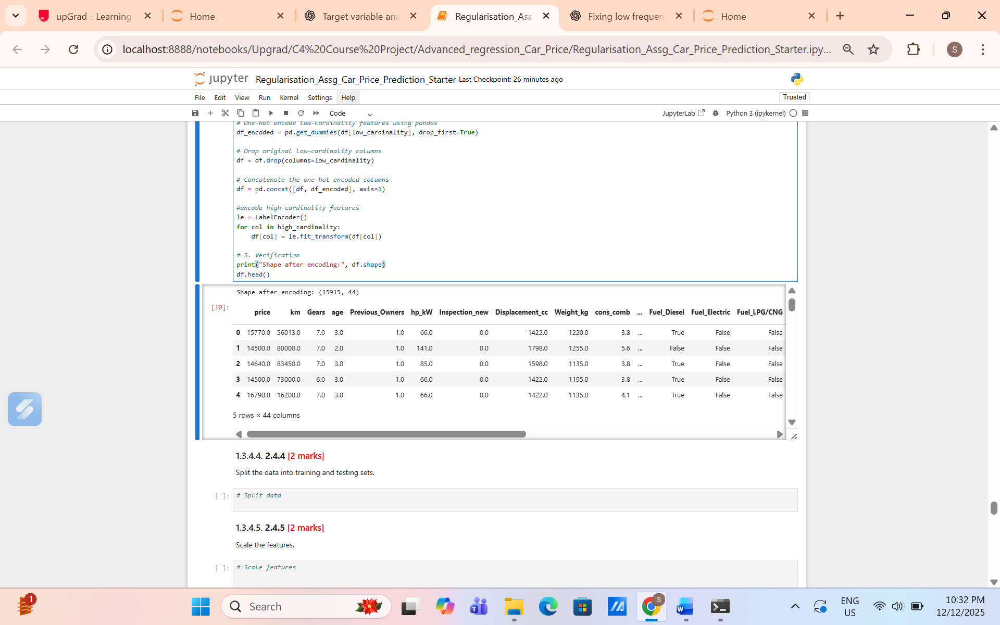 upGrad - Learning
Home
Target variable ana
Regularisation_Ass
Fixing low frequen
Home
localhost:8888/notebooks/Upgrad/C4%20Course%20Project/Advanced_regression_Car_Price/Regularisation_Assg_Car_Price_Prediction_Starter.ipy...
S
jupyter Regularisation_Assg_Car_Price_Prediction_Starter Last Checkpoint: 26 minutes ago
File Edit View Run Kernel Settings Help Trusted
Code JupyterLab Python 3 (ipykernel)
# One-hot encode low-cardinality features using pandas
df_encoded = pd.get_dummies(df[low_cardinality], drop_first=True)
# Drop original low-cardinality columns
df = df.drop(columns=low_cardinality)
# Concatenate the one-hot encoded columns
df = pd.concat([df, df_encoded], axis=1)
#encode high-cardinality features
le = LabelEncoder()
for col in high_cardinality:
df[col] = le.fit_transform(df[col])
# 5. Verification
print("Shape after encoding:", df.shape)
df.head()
Shape after encoding: (15915, 44)
[10]:
price km Gears age Previous_Owners hp_kW Inspection_new Displacement_cc Weight_kg cons_comb ... Fuel_Diesel Fuel_Electric Fuel_LPG/CNG
0 15770.0 56013.0 7.0 3.0 1.0 66.0 0.0 1422.0 1220.0 3.8 ... True False False
1 14500.0 80000.0 7.0 2.0 1.0 141.0 0.0 1798.0 1255.0 5.6 ... False False False
2 14640.0 83450.0 7.0 3.0 1.0 85.0 0.0 1598.0 1135.0 3.8 ... True False False
3 14500.0 73000.0 6.0 3.0 1.0 66.0 0.0 1422.0 1195.0 3.8 ... True False False
4 16790.0 16200.0 7.0 3.0 1.0 66.0 0.0 1422.0 1135.0 4.1 ... True False False
5 rows × 44 columns
1.3.4.4. 2.4.4 [2 marks]
Split the data into training and testing sets.
[ ]: # Split data
1.3.4.5. 2.4.5 [2 marks]
Scale the features.
[ ]: # Scale features
1
Search
S
ENG
US
10:32 PM
12/12/2025